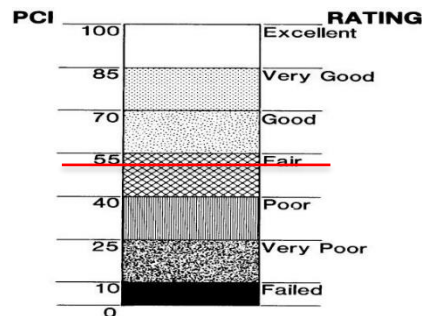 PCI RATING
100 Excellent
85 Very Good
70 Good
55 Fair
40 Poor
25 Very Poor
10 Failed
0